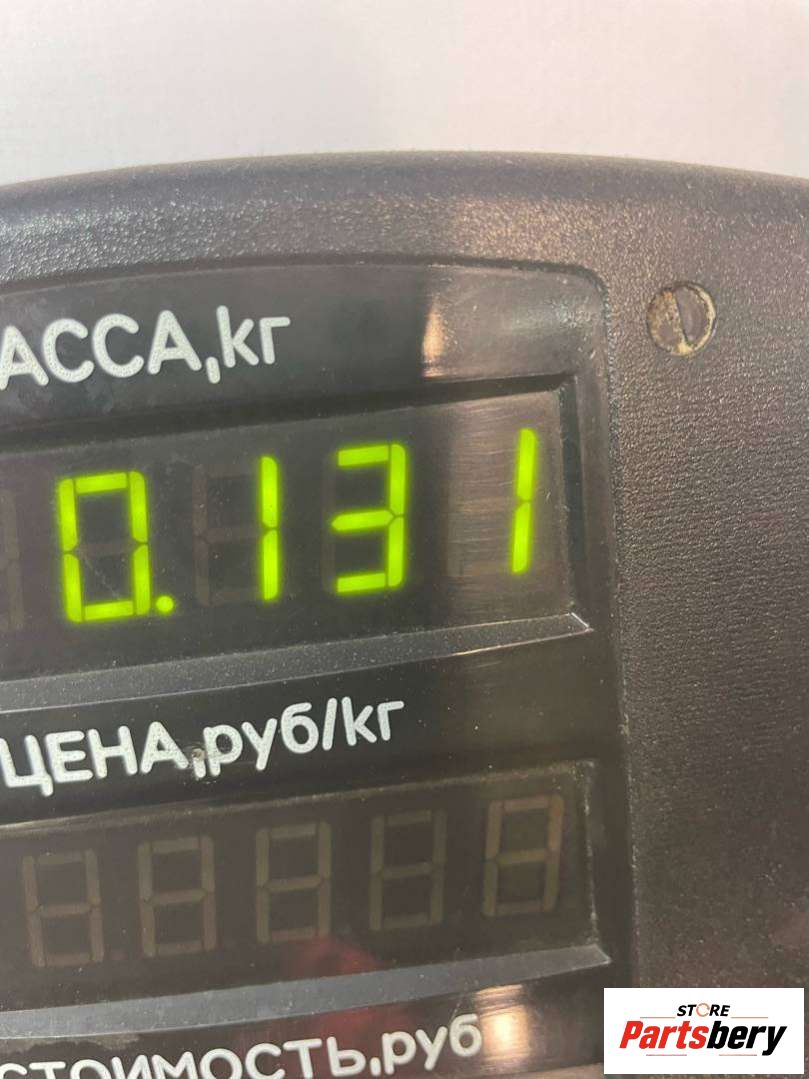 АССА,кг
0.131
ЦЕНА,руб/кг
СТОИМОСТЬ,руб
STORE
Partsbery